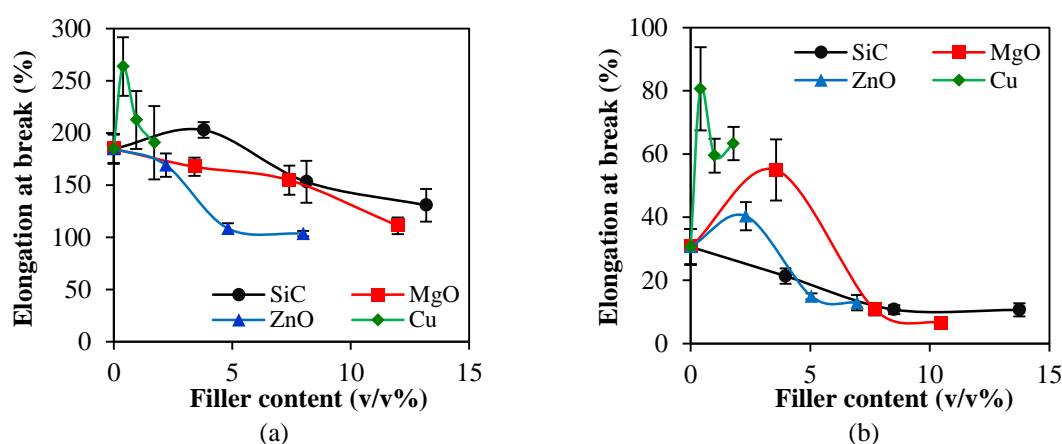 Elongation at break (%)
300
250
200
150
100
50
0
SiC MgO
ZnO Cu
0 5 10 15
Filler content (v/v%)
(a)
Elongation at break (%)
100
80
60
40
20
0
SiC MgO
ZnO Cu
0 5 10 15
Filler content (v/v%)
(b)